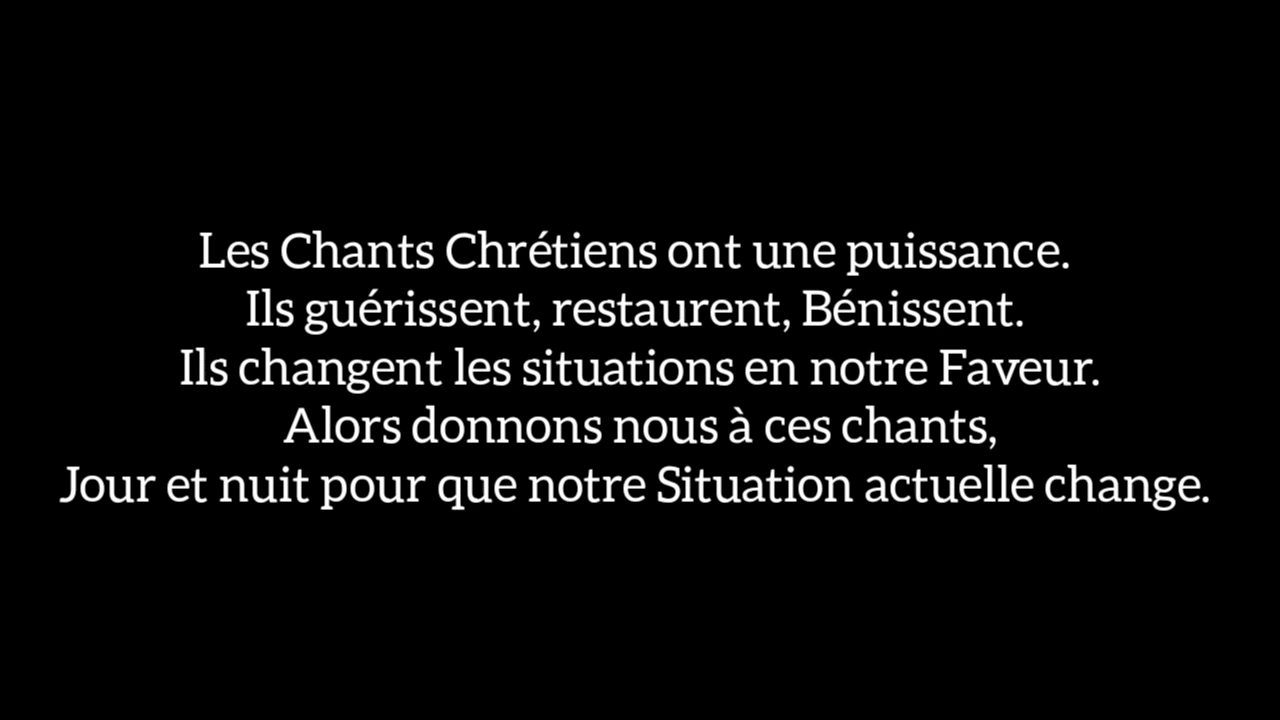 Les Chants Chrétiens ont une puissance.
Ils guérissent, restaurent, Bénissent.
Ils changent les situations en notre Faveur.
Alors donnons nous à ces chants,
Jour et nuit pour que notre Situation actuelle change.